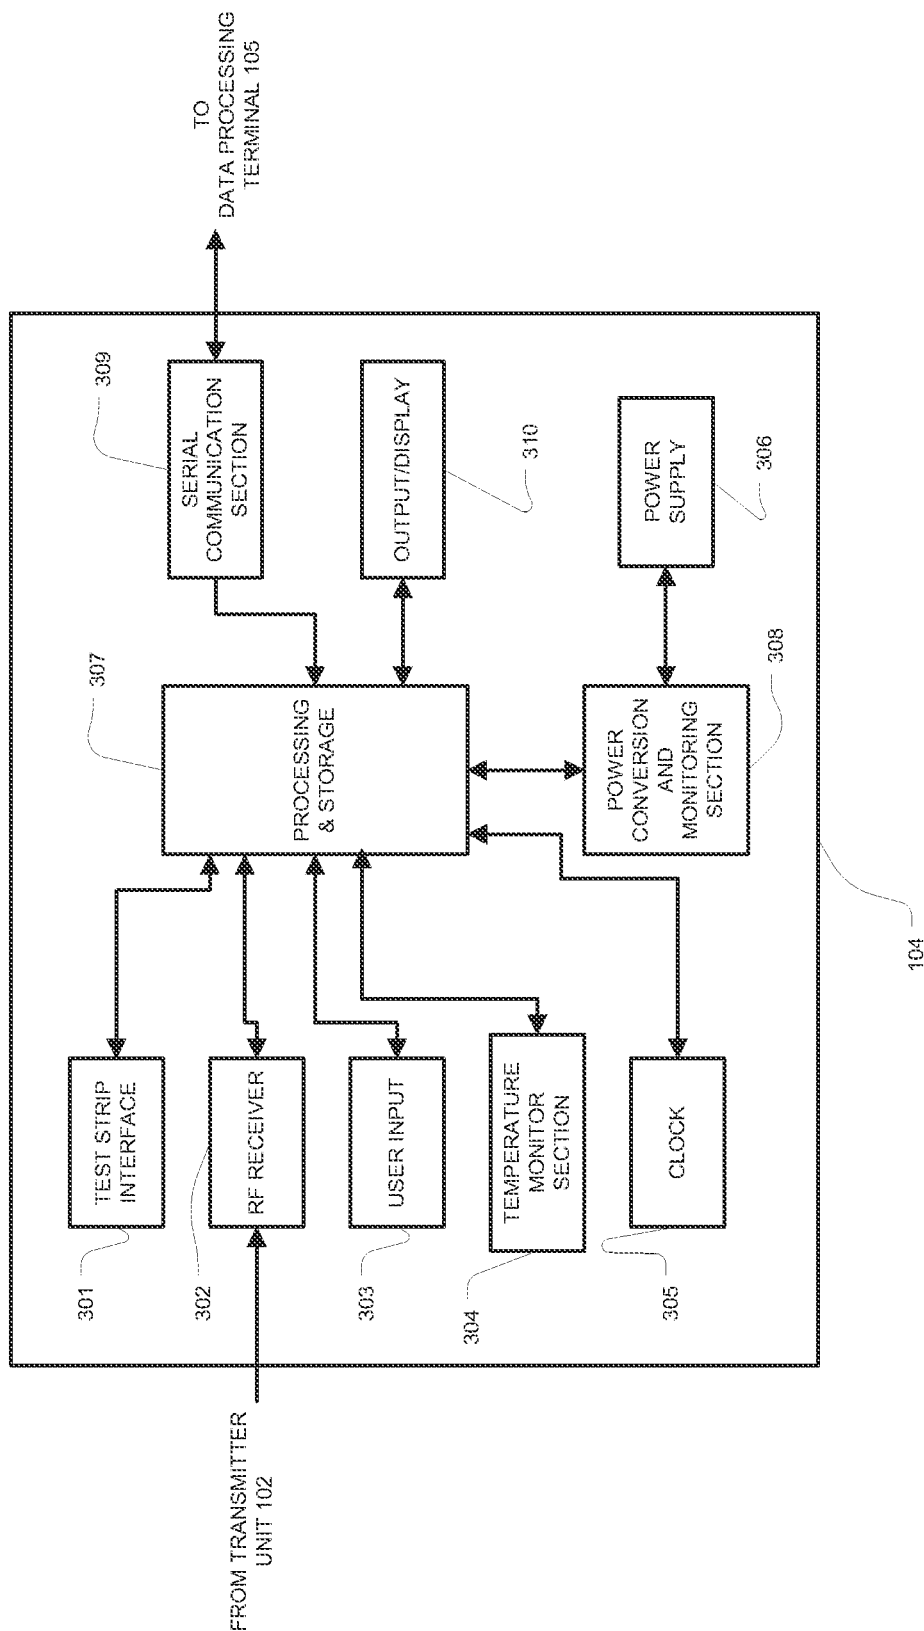 FROM TRANSMITTER
UNIT 102
301
TEST STRIP
INTERFACE
302
RF RECEIVER
303
USER INPUT
304
TEMPERATURE
MONITOR
SECTION
305
CLOCK
307
PROCESSING
& STORAGE
309
SERIAL
COMMUNICATION
SECTION
OUTPUT/DISPLAY
310
POWER
CONVERSION
AND
MONITORING
SECTION
308
POWER
SUPPLY
306
TO
DATA PROCESSING
TERMINAL 105
104